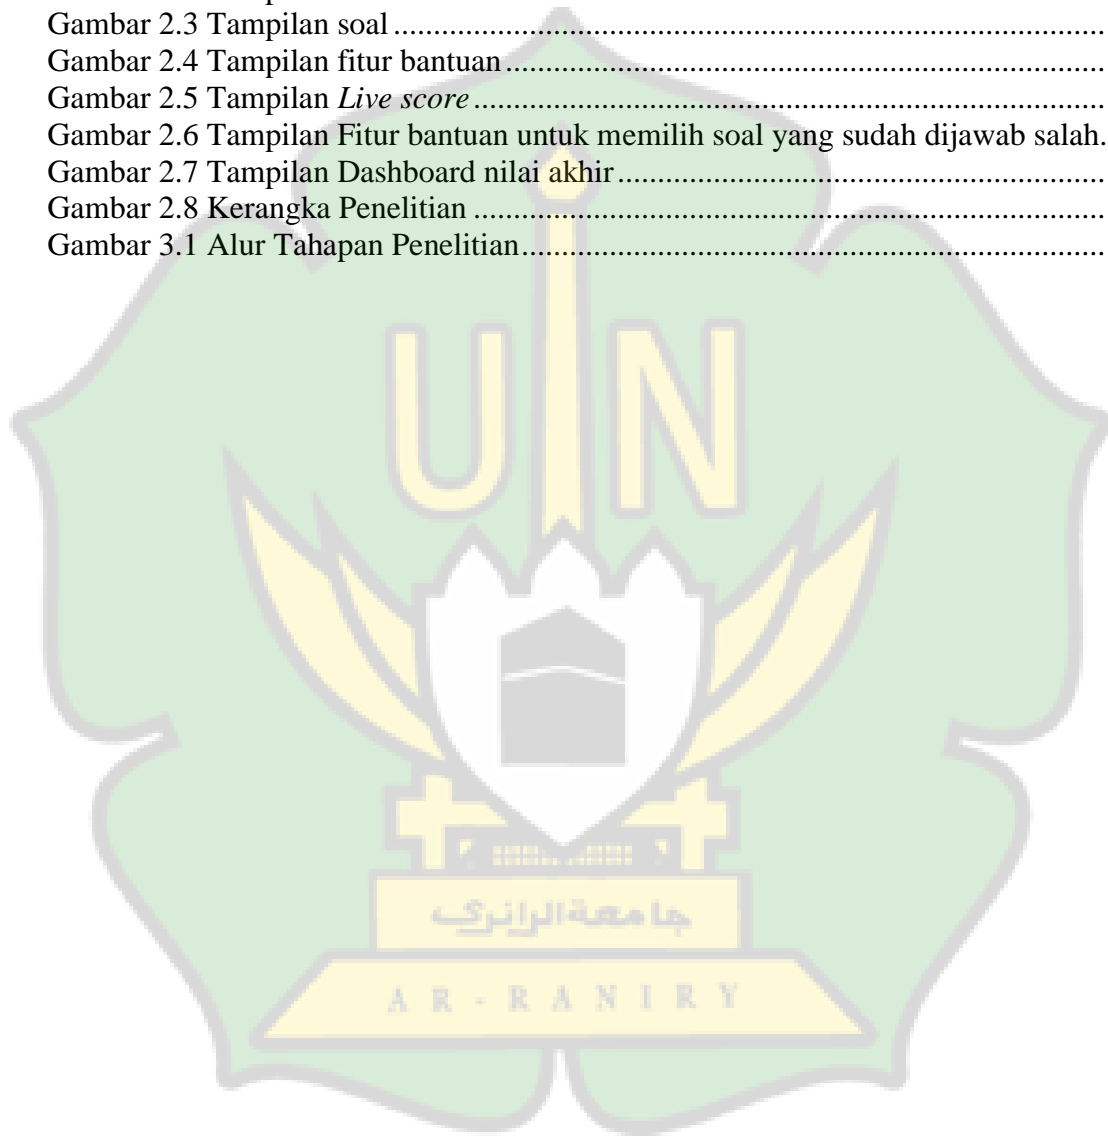 Gambar 2.3 Tampilan soal ........................................................................................
Gambar 2.4 Tampilan fitur bantuan ...........................................................................
Gambar 2.5 Tampilan Live score ...............................................................................
Gambar 2.6 Tampilan Fitur bantuan untuk memilih soal yang sudah dijawab salah.
Gambar 2.7 Tampilan Dashboard nilai akhir .............................................................
Gambar 2.8 Kerangka Penelitian ...............................................................................
Gambar 3.1 Alur Tahapan Penelitian.........................................................................
UIN
جامعة الرانري
AR-RANIRY